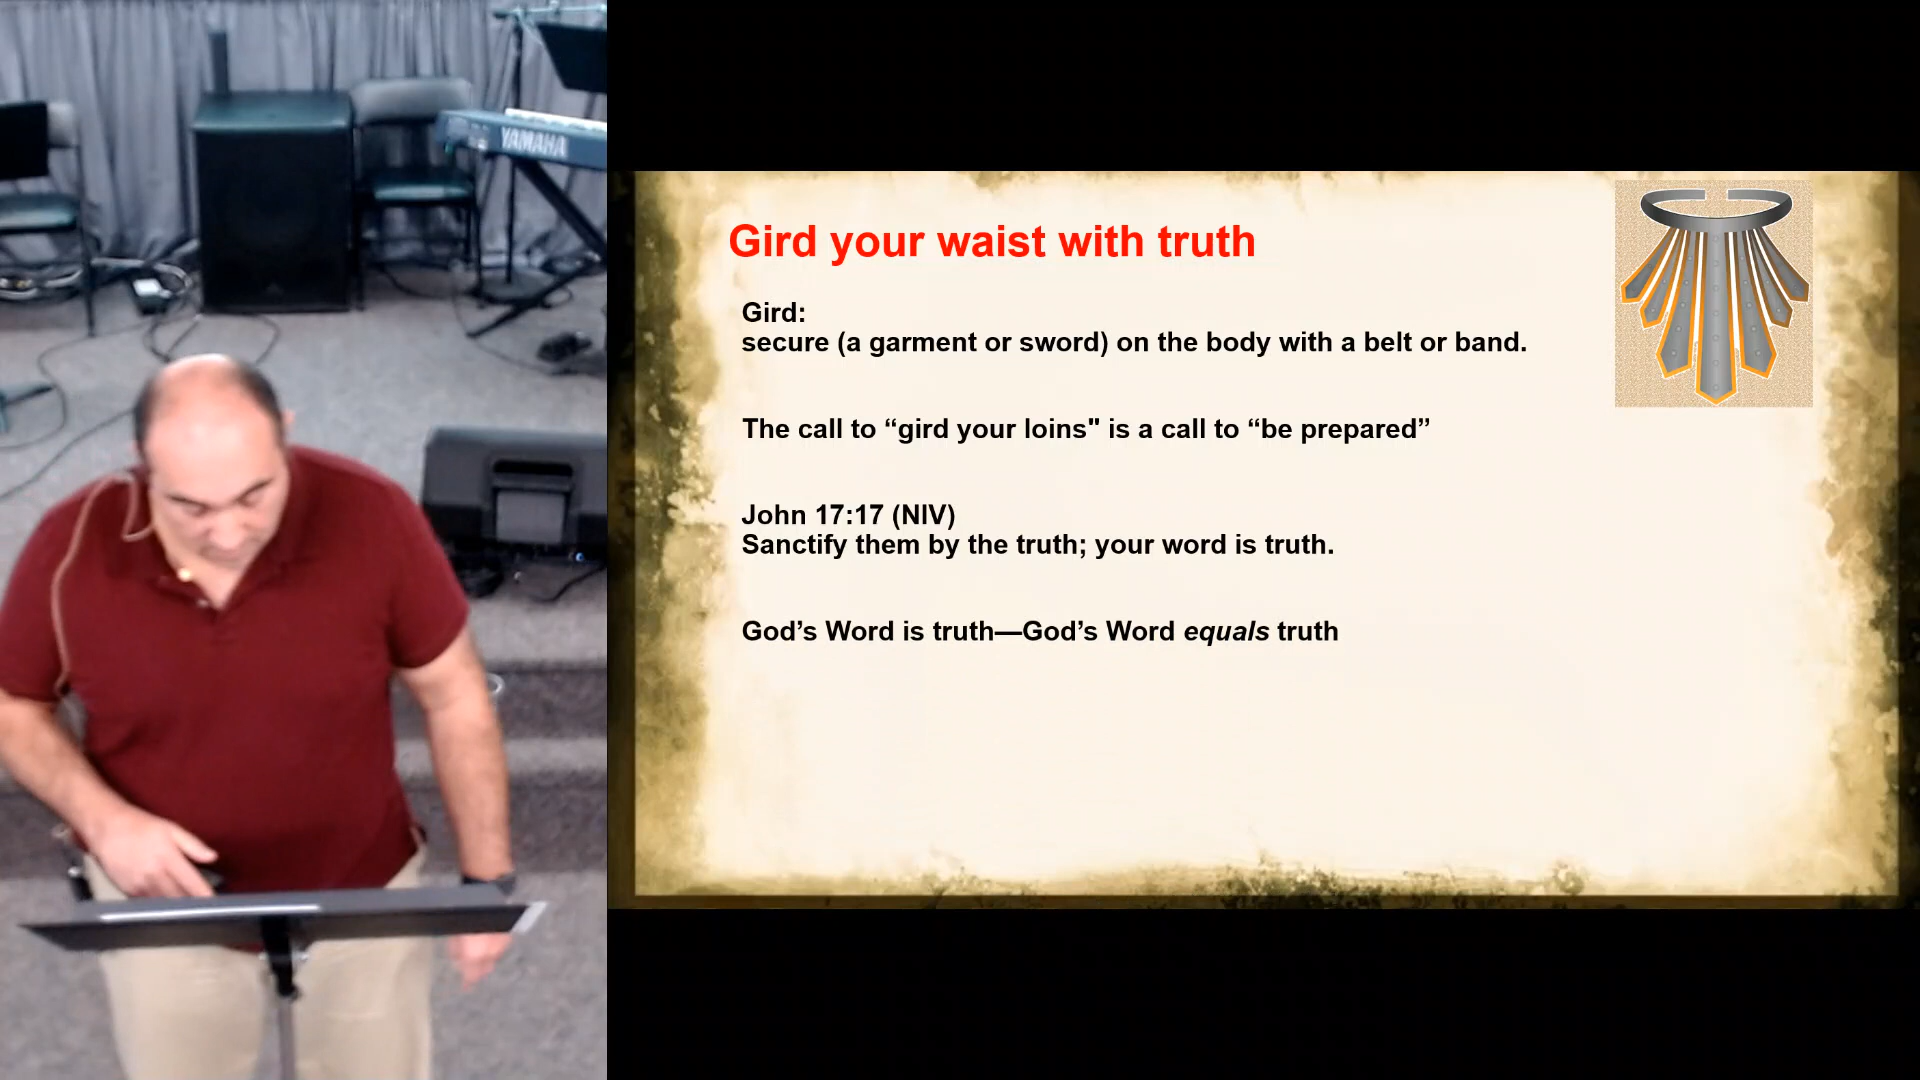 YAMAHA
Gird your waist with truth
Gird:
secure (a garment or sword) on the body with a belt or band.
The call to “gird your loins" is a call to “be prepared”
John 17:17 (NIV)
Sanctify them by the truth; your word is truth.
God’s Word is truth—God’s Word equals truth